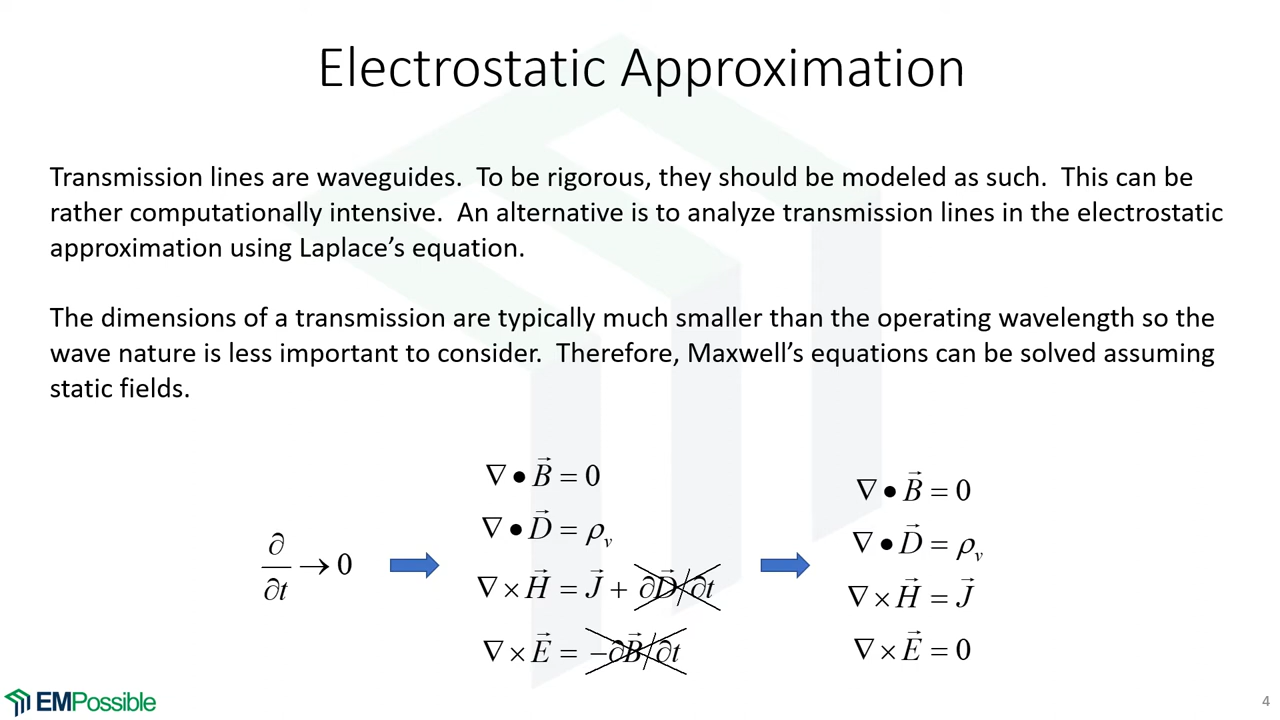 Electrostatic Approximation
Transmission lines are waveguides.  To be rigorous, they should be modeled as such.  This can be
rather computationally intensive.  An alternative is to analyze transmission lines in the electrostatic
approximation using Laplace’s equation.
The dimensions of a transmission are typically much smaller than the operating wavelength so the
wave nature is less important to consider.  Therefore, Maxwell’s equations can be solved assuming
static fields.
∂/∂t → 0
∇ • B⃗ = 0
∇ • D⃗ = ρᵥ
∇ × H⃗ = J⃗ + ∂D⃗/∂t
∇ × E⃗ = −∂B⃗/∂t
∇ • B⃗ = 0
∇ • D⃗ = ρᵥ
∇ × H⃗ = J⃗
∇ × E⃗ = 0
EMPossible
4